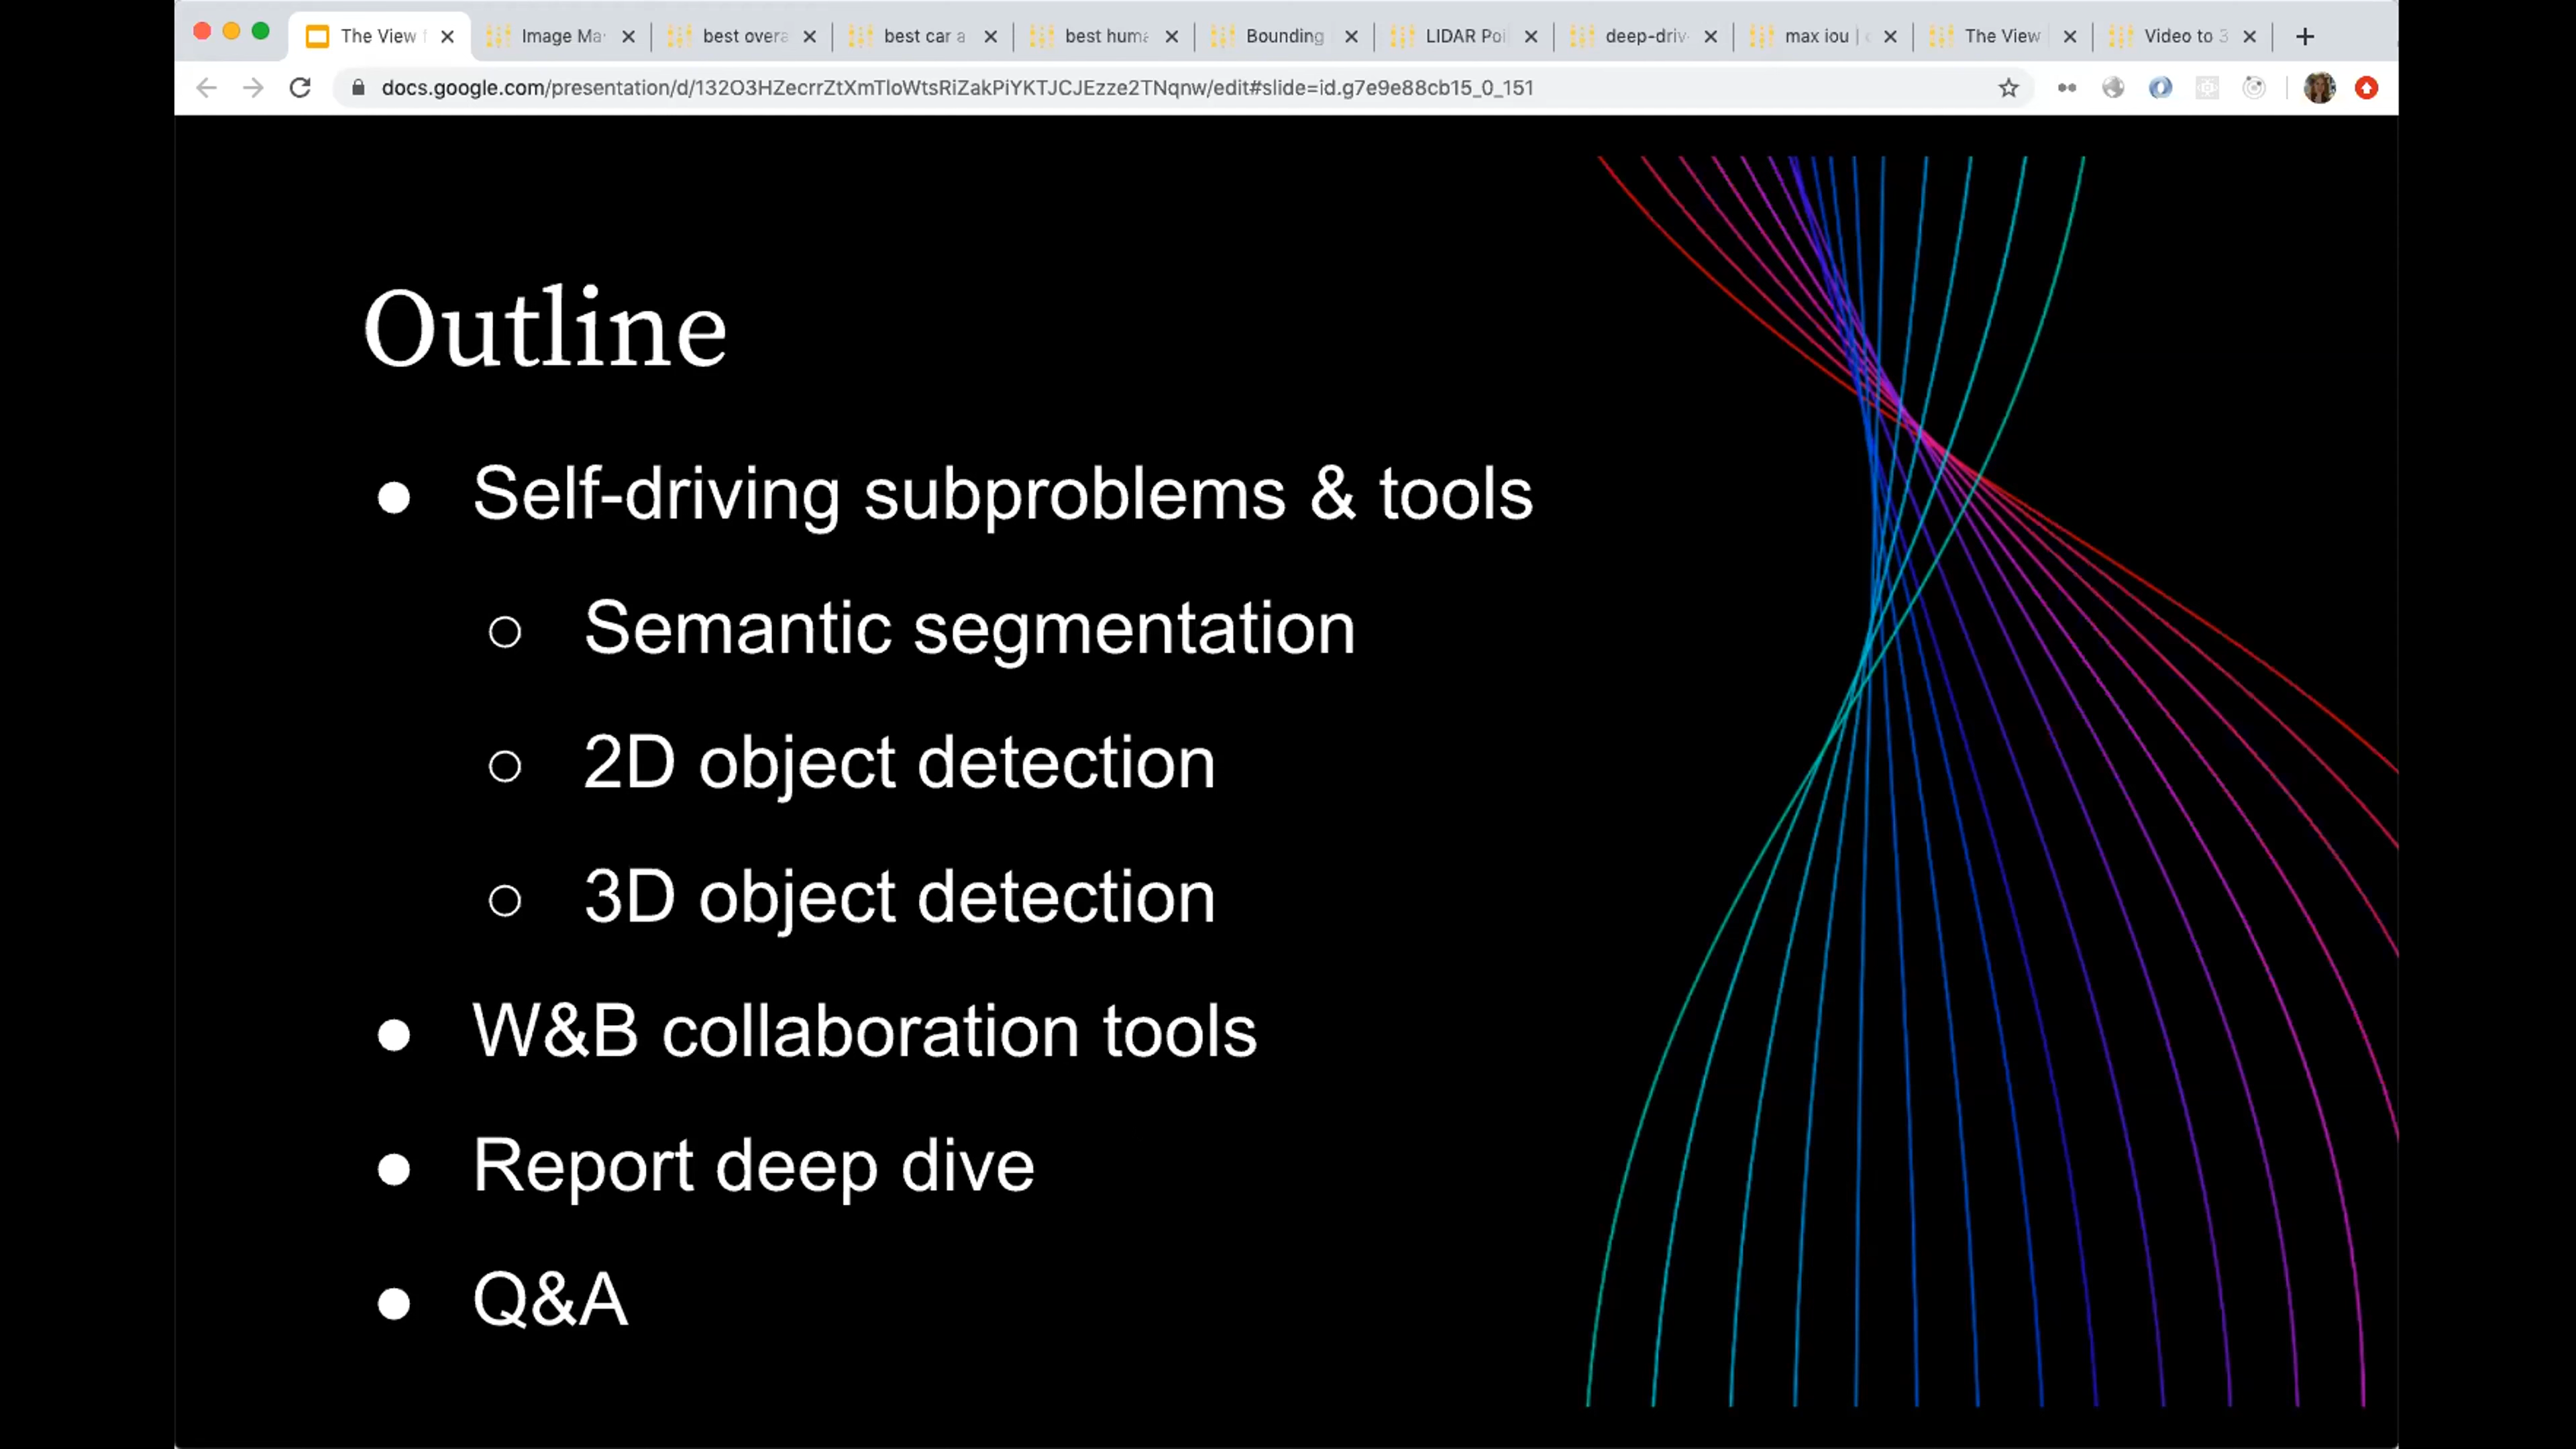 The View f
Image Ma
best overa
best car a
best huma
Bounding
LIDAR Poi
deep-driv
max iou | c
The View
Video to 3
docs.google.com/presentation/d/132O3HZecrrZtXmTloWtsRiZakPiYKTJCJEzze2TNqnw/edit#slide=id.g7e9e88cb15_0_151
Outline
● Self-driving subproblems & tools
○ Semantic segmentation
○ 2D object detection
○ 3D object detection
● W&B collaboration tools
● Report deep dive
● Q&A